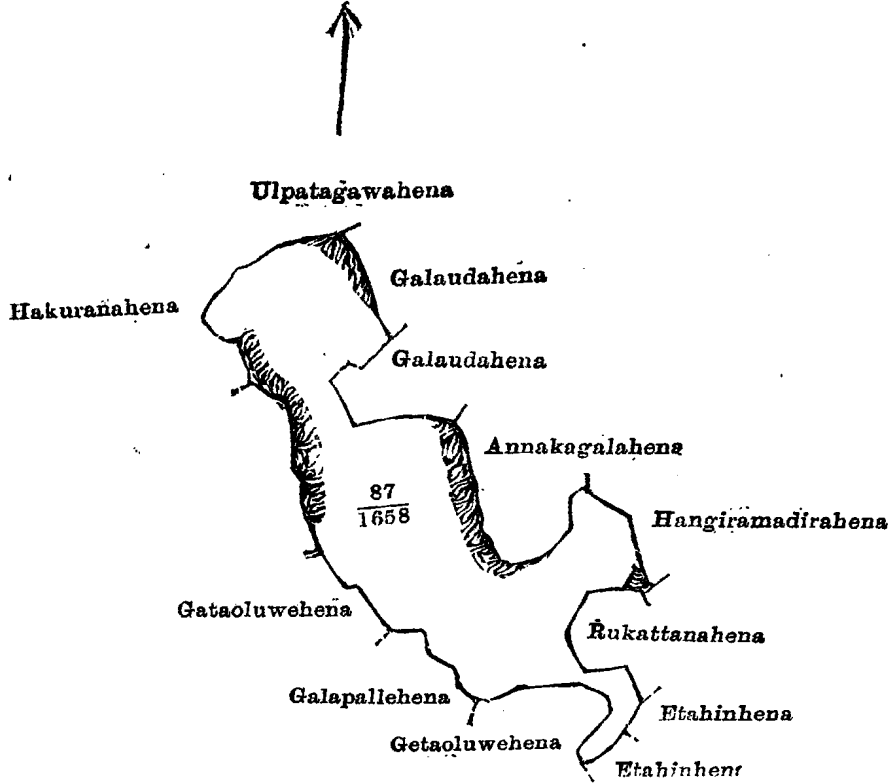 Ulpatagawahena
Galaudahena
Hakuranahena
Galaudahena
Annakagalahena
87
1658
Hangiramadirahena
Gataoluwehena
Rukattanahena
Galapallehena
Etahinhena
Getaoluwehena